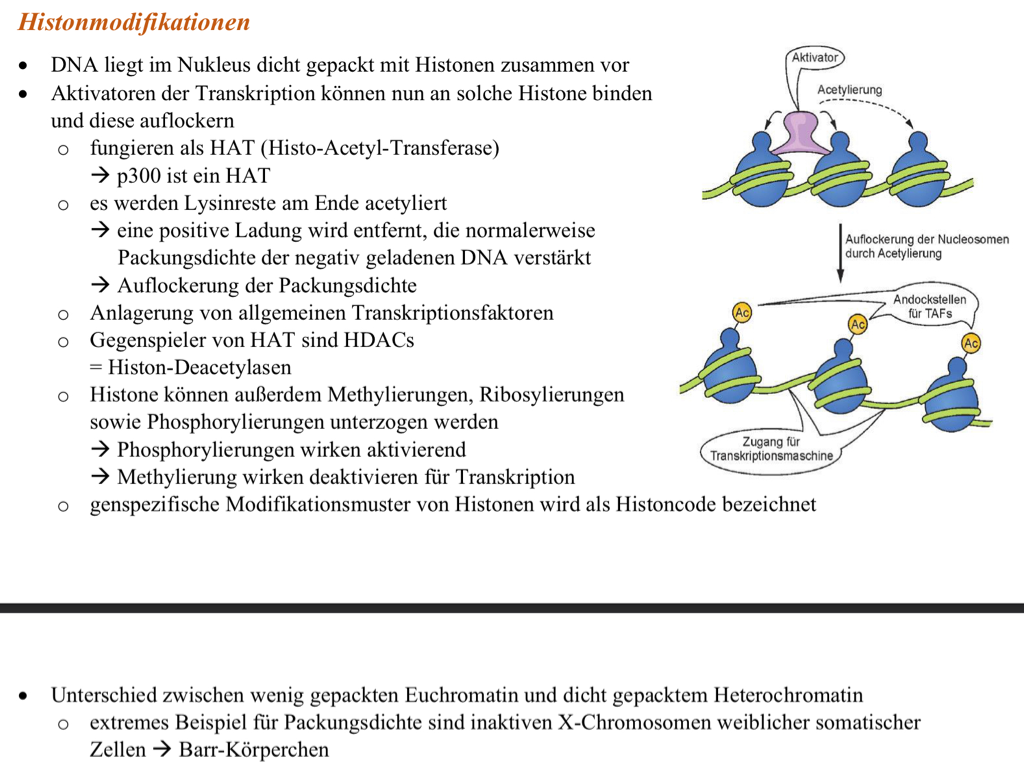 Histonmodifikationen
• DNA liegt im Nukleus dicht gepackt mit Histonen zusammen vor
• Aktivatoren der Transkription können nun an solche Histone binden
und diese auflockern
o fungieren als HAT (Histo-Acetyl-Transferase)
→ p300 ist ein HAT
o es werden Lysinreste am Ende acetyliert
→ eine positive Ladung wird entfernt, die normalerweise
Packungsdichte der negativ geladenen DNA verstärkt
→ Auflockerung der Packungsdichte
o Anlagerung von allgemeinen Transkriptionsfaktoren
o Gegenspieler von HAT sind HDACs
= Histon-Deacetylasen
o Histone können außerdem Methylierungen, Ribosylierungen
sowie Phosphorylierungen unterzogen werden
→ Phosphorylierungen wirken aktivierend
→ Methylierung wirken deaktivieren für Transkription
o genspezifische Modifikationsmuster von Histonen wird als Histoncode bezeichnet
Aktivator
Acetylierung
Auflockerung der Nucleosomen
durch Acetylierung
Andockstellen
für TAFs
Ac
Ac
Ac
Zugang für
Transkriptionsmaschine
• Unterschied zwischen wenig gepackten Euchromatin und dicht gepacktem Heterochromatin
o extremes Beispiel für Packungsdichte sind inaktiven X-Chromosomen weiblicher somatischer
Zellen → Barr-Körperchen